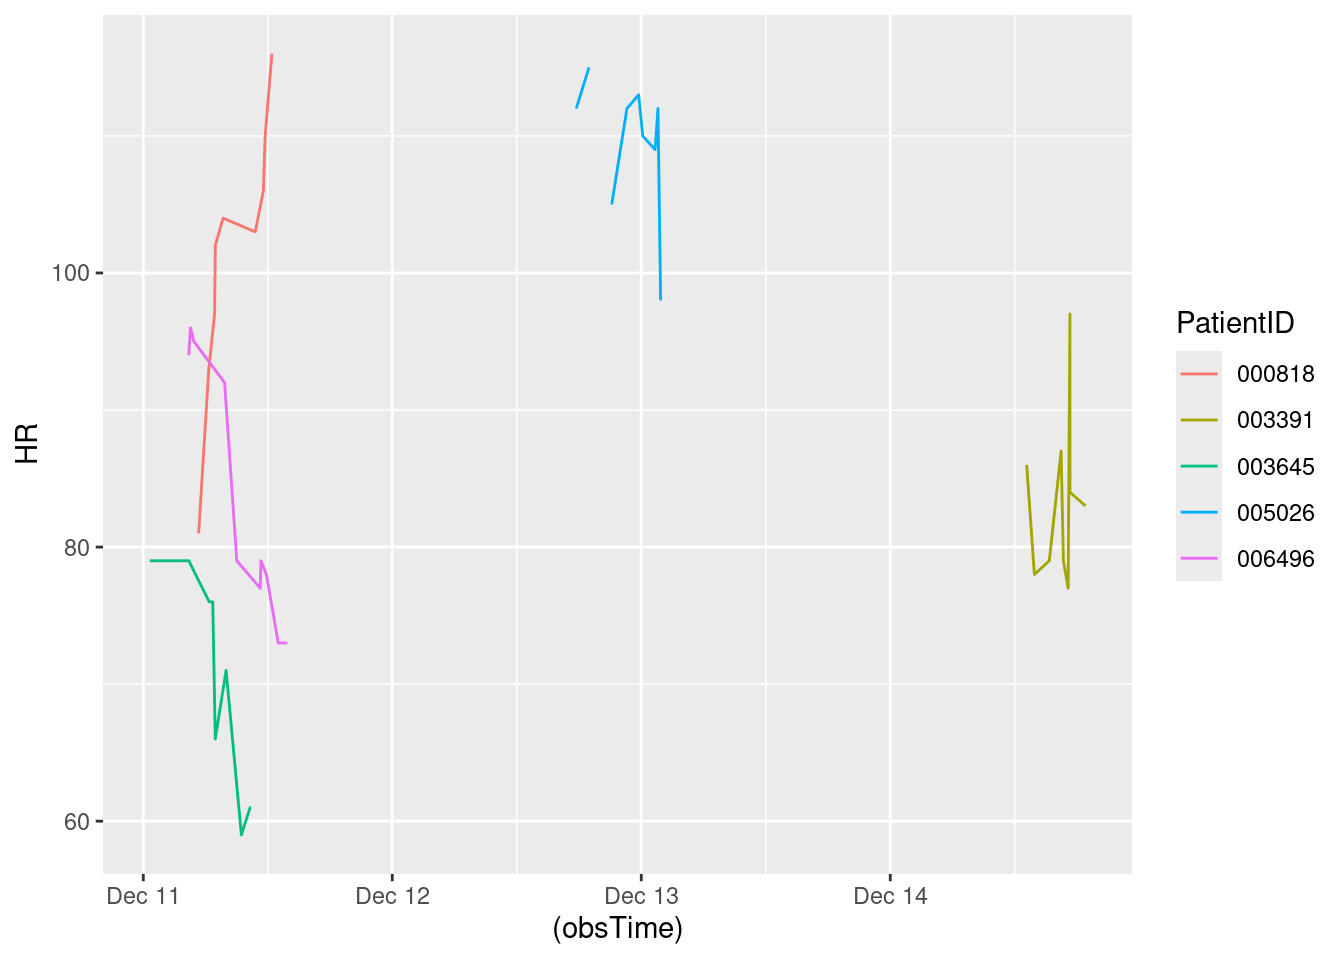 100
80
60
HR
Dec 11
Dec 12
Dec 13
Dec 14
(obsTime)
PatientID
000818
003391
003645
005026
006496